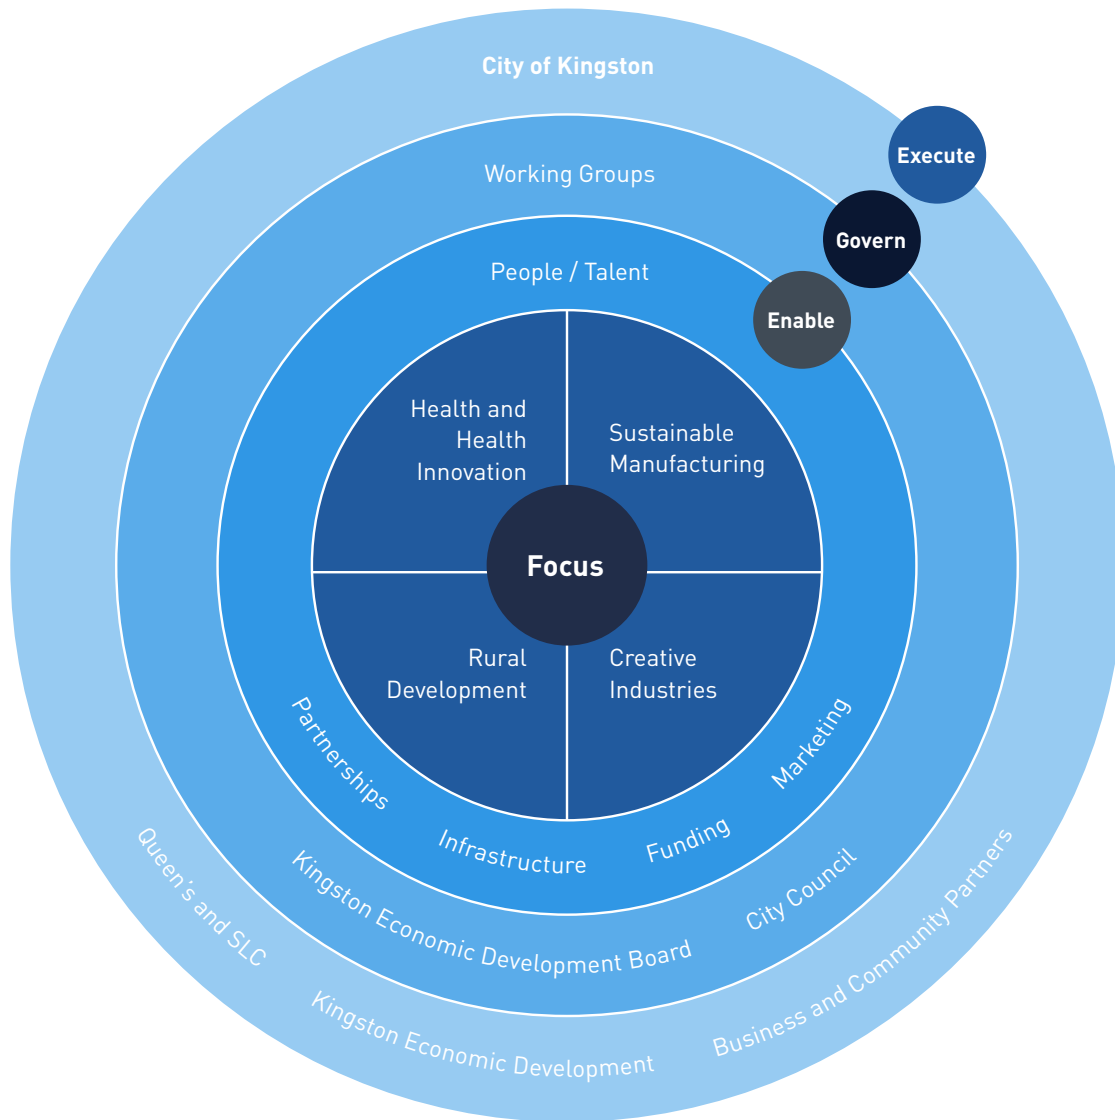 City of Kingston
Execute
Working Groups
Govern
People / Talent
Enable
Health and
Health
Innovation
Sustainable
Manufacturing
Focus
Rural
Development
Creative
Industries
Partnerships
Infrastructure
Funding
Marketing
Kingston Economic Development Board
City Council
Queen's and SLC
Kingston Economic Development
Business and Community Partners